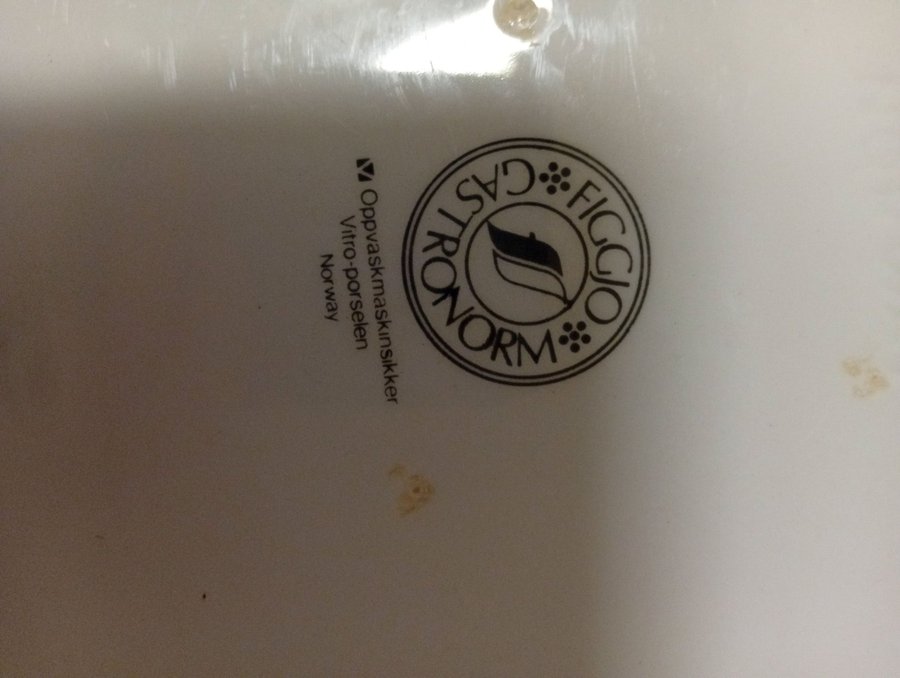 FIGGJO
GASTRONORM
Oppvaskmaskinsikker
Vitro-porselen
Norway